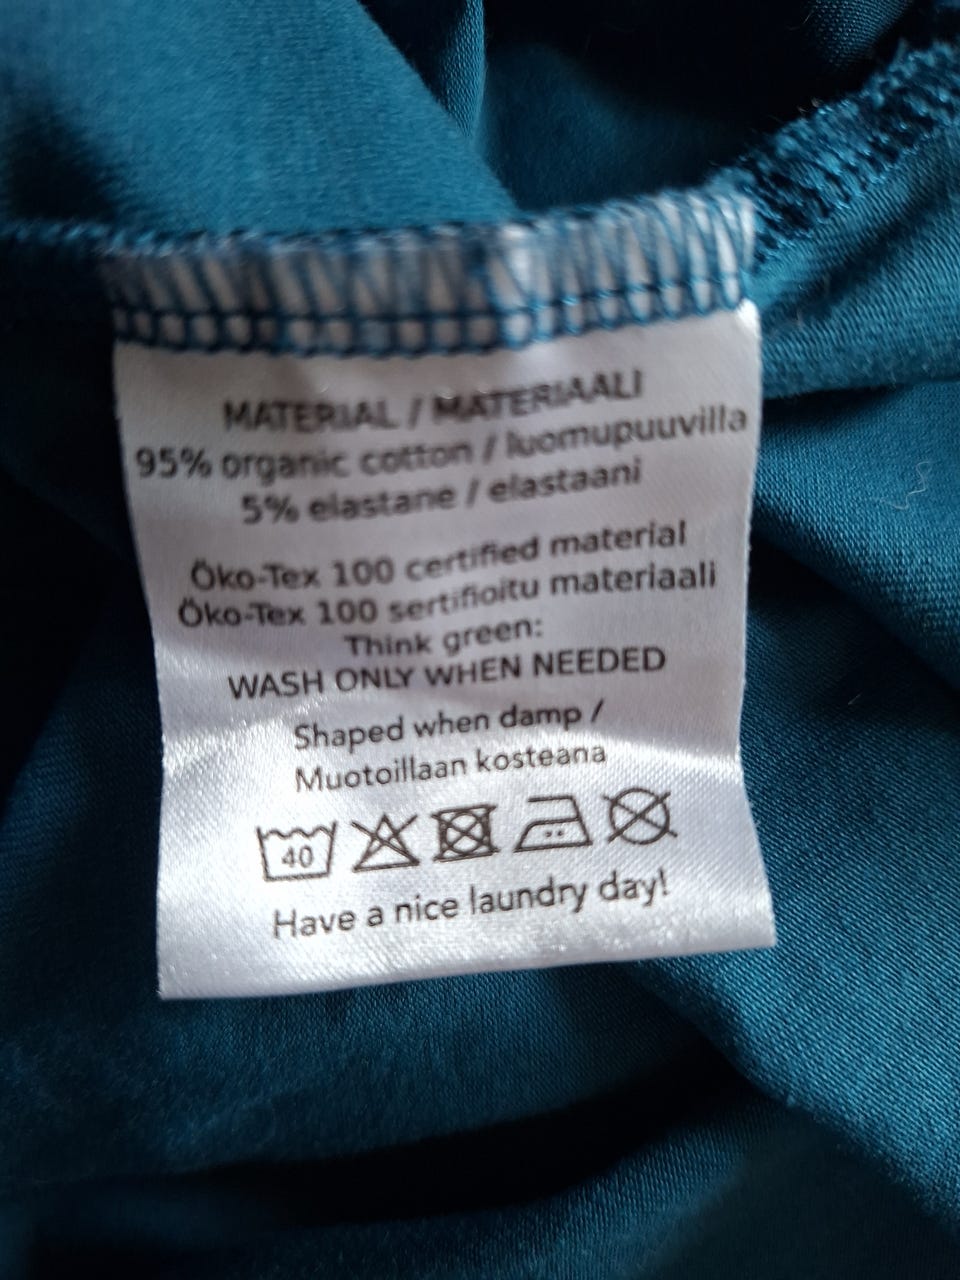 MATERIAL / MATERIAALI
95% organic cotton / luomupuuvilla
5% elastane / elastaani
Öko-Tex 100 certified material
Öko-Tex 100 sertifioitu materiaali
Think green:
WASH ONLY WHEN NEEDED
Shaped when damp /
Muotoillaan kosteana
40
Have a nice laundry day!